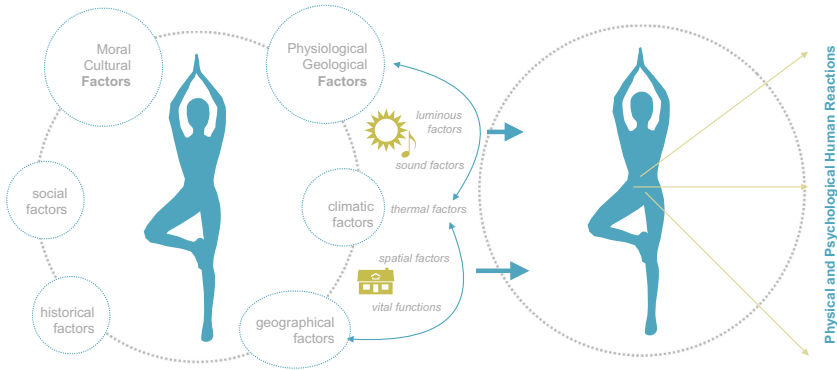 Moral
Cultural
Factors
Physiological
Geological
Factors
luminous
factors
sound factors
social
factors
climatic
factors
thermal factors
spatial factors
vital functions
historical
factors
geographical
factors
Physical and Psychological Human Reactions